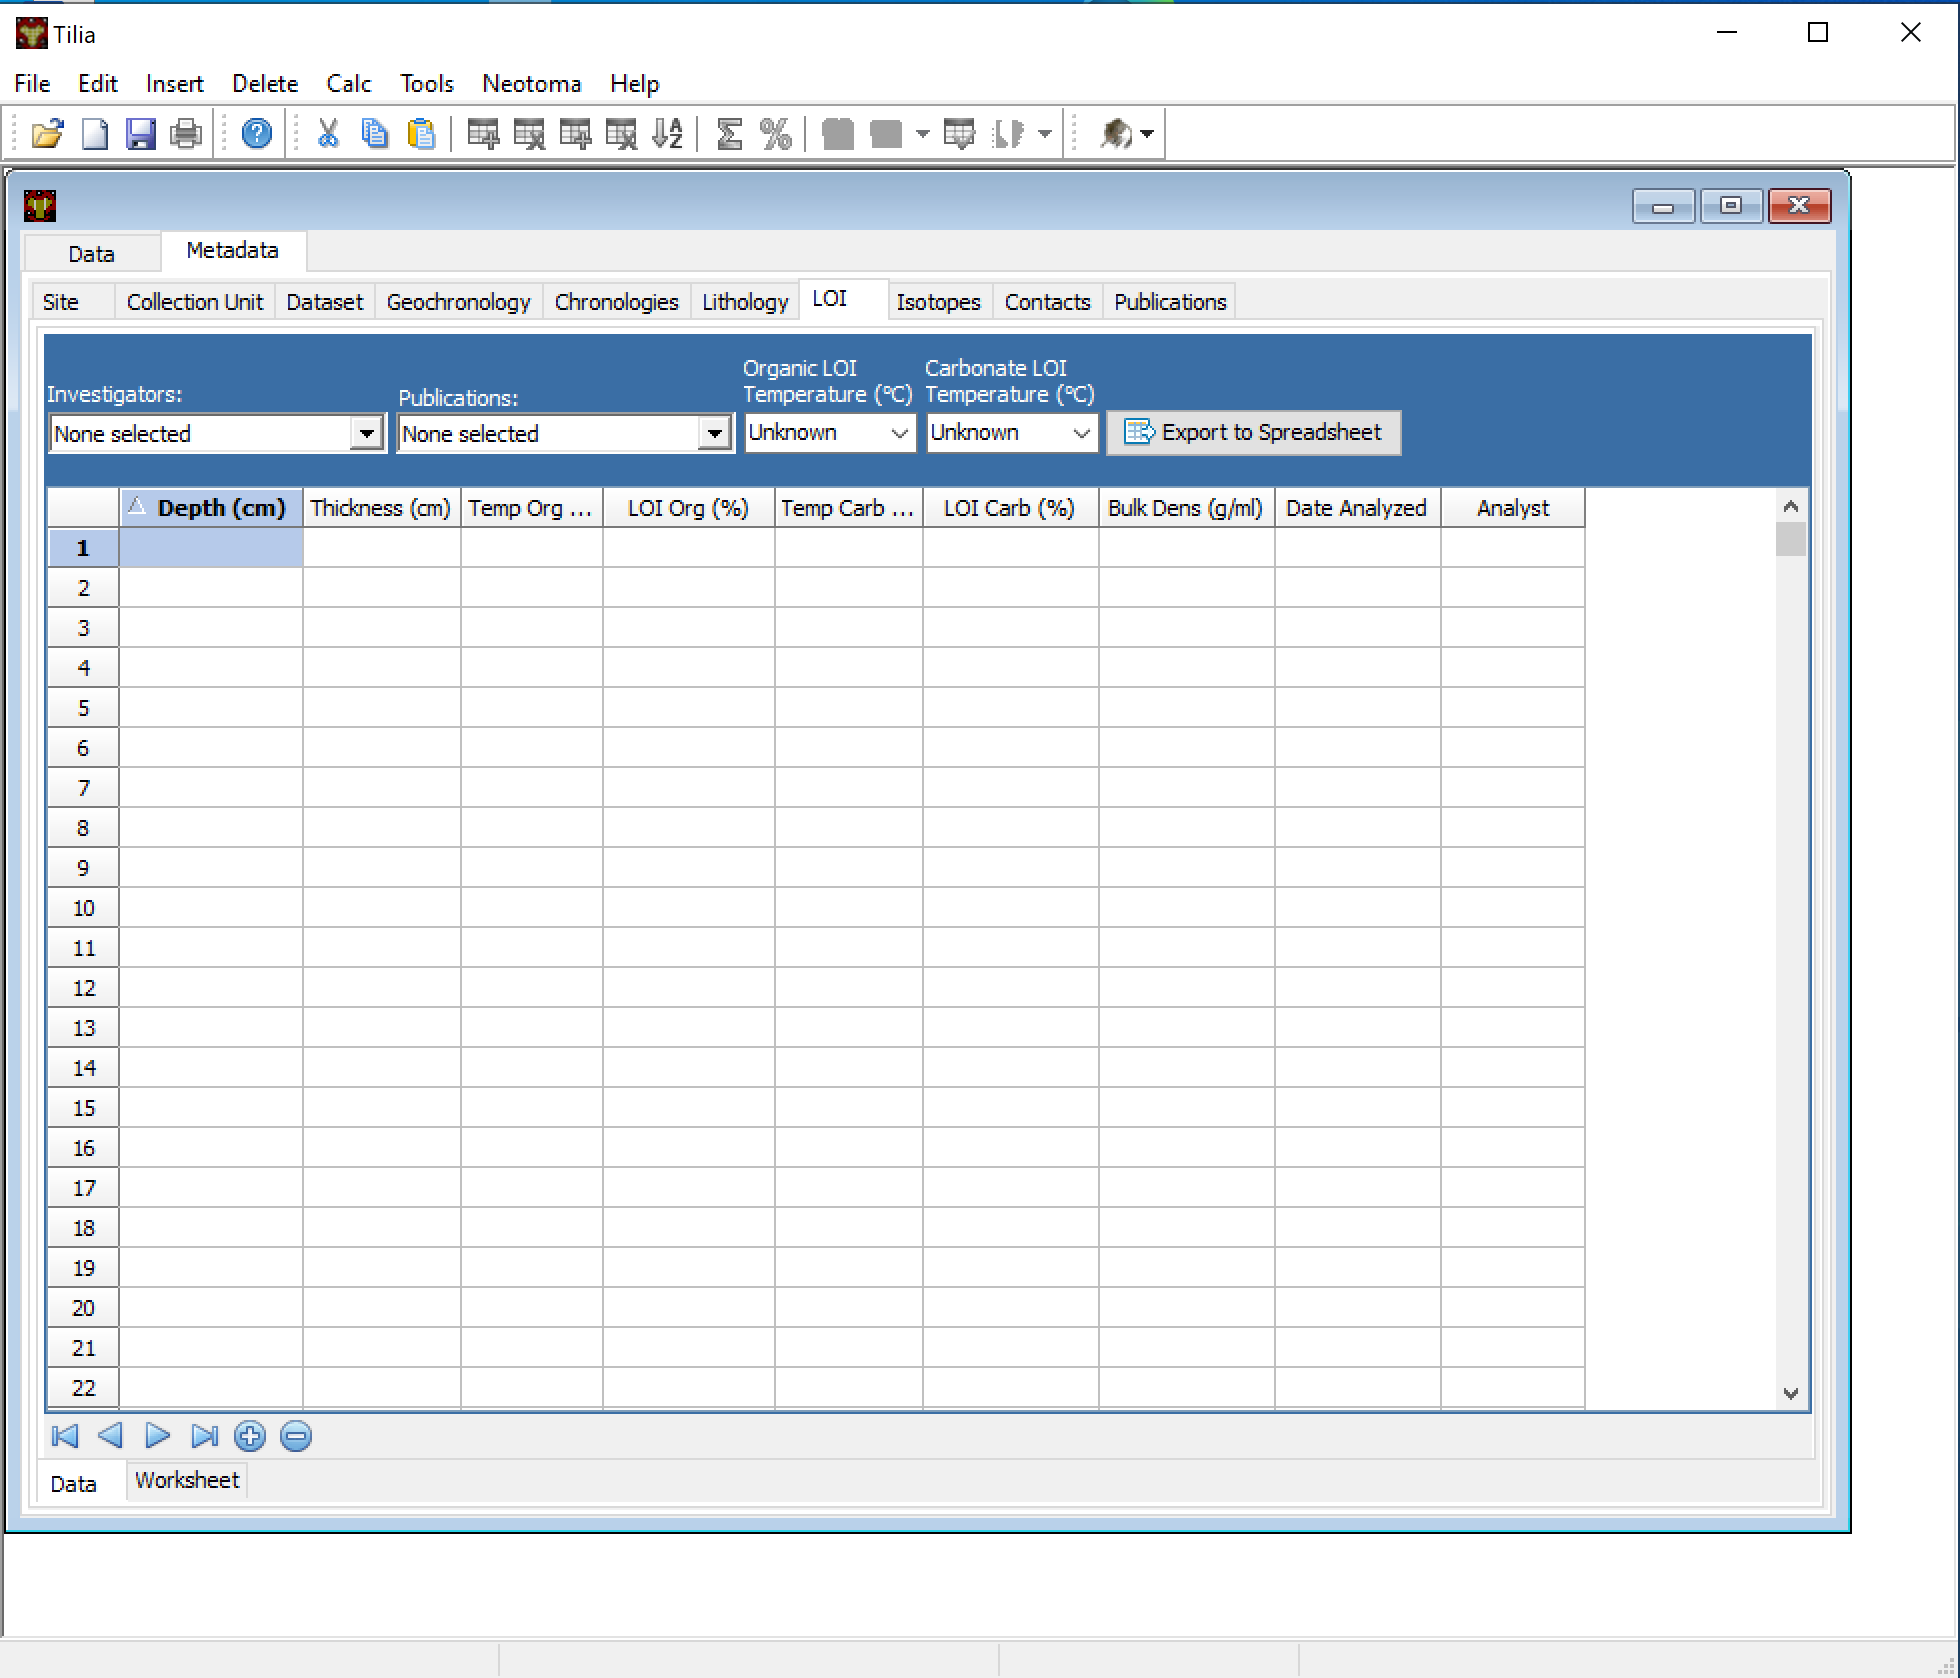 Tilia
File Edit Insert Delete Calc Tools Neotoma Help
Data Metadata
Site Collection Unit Dataset Geochronology Chronologies Lithology LOI Isotopes Contacts Publications
Organic LOI Carbonate LOI
Investigators: Publications: Temperature (°C) Temperature (°C)
None selected None selected Unknown Unknown Export to Spreadsheet
Depth (cm) Thickness (cm) Temp Org ... LOI Org (%) Temp Carb ... LOI Carb (%) Bulk Dens (g/ml) Date Analyzed Analyst
1
2
3
4
5
6
7
8
9
10
11
12
13
14
15
16
17
18
19
20
21
22
Data Worksheet